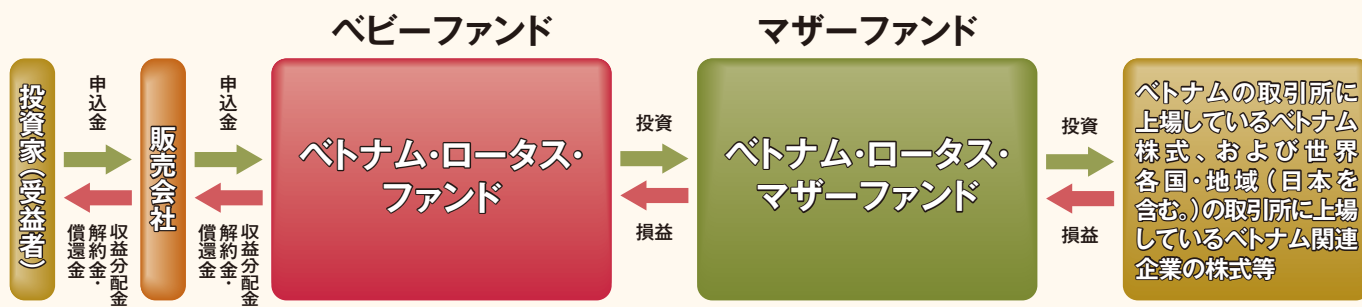 ベビーファンド
マザーファンド
投資家（受益者）
申込金
収益分配金
解約金・
償還金
販売会社
申込金
収益分配金
解約金・
償還金
ベトナム・ロータス・
ファンド
投資
損益
ベトナム・ロータス・
マザーファンド
投資
損益
ベトナムの取引所に
上場しているベトナム
株式、および世界
各国・地域（日本を
含む。）の取引所に上場
しているベトナム関連
企業の株式等